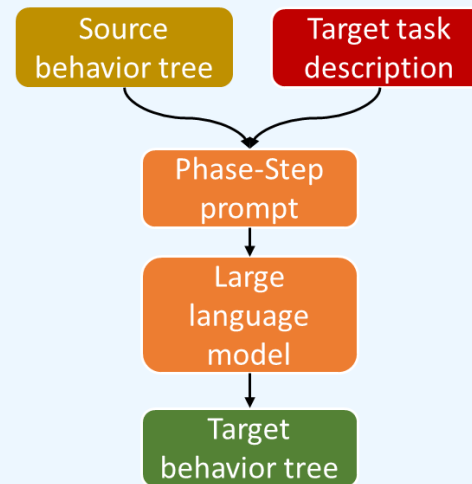 Source
behavior tree
Target task
description
Phase-Step
prompt
Large
language
model
Target
behavior tree